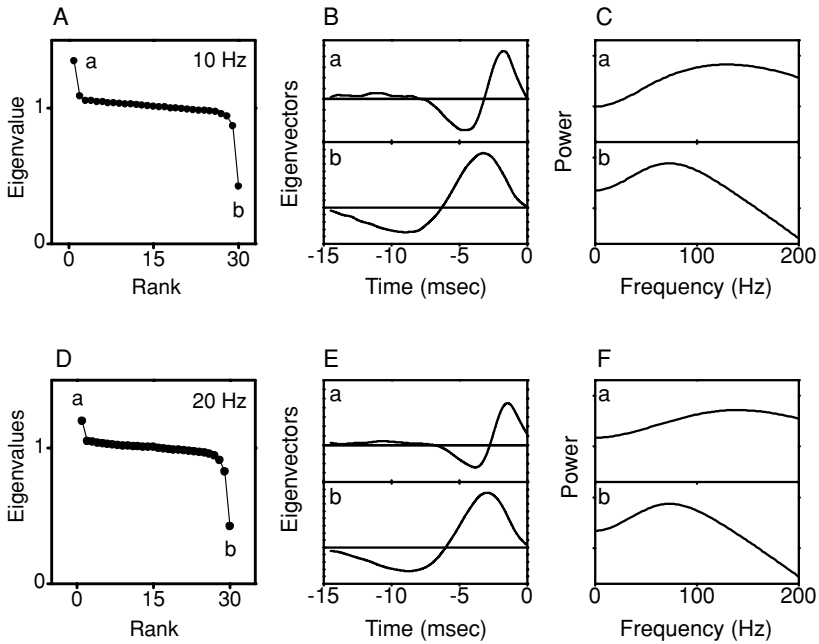 A
B
C
Eigenvalue
1
0
a
10 Hz
b
0
15
30
Rank
Eigenvectors
a
b
-15
-10
-5
0
Time (msec)
Power
a
b
0
100
200
Frequency (Hz)
D
E
F
Eigenvalues
1
0
a
20 Hz
b
0
15
30
Rank
Eigenvectors
a
b
-15
-10
-5
0
Time (msec)
Power
a
b
0
100
200
Frequency (Hz)